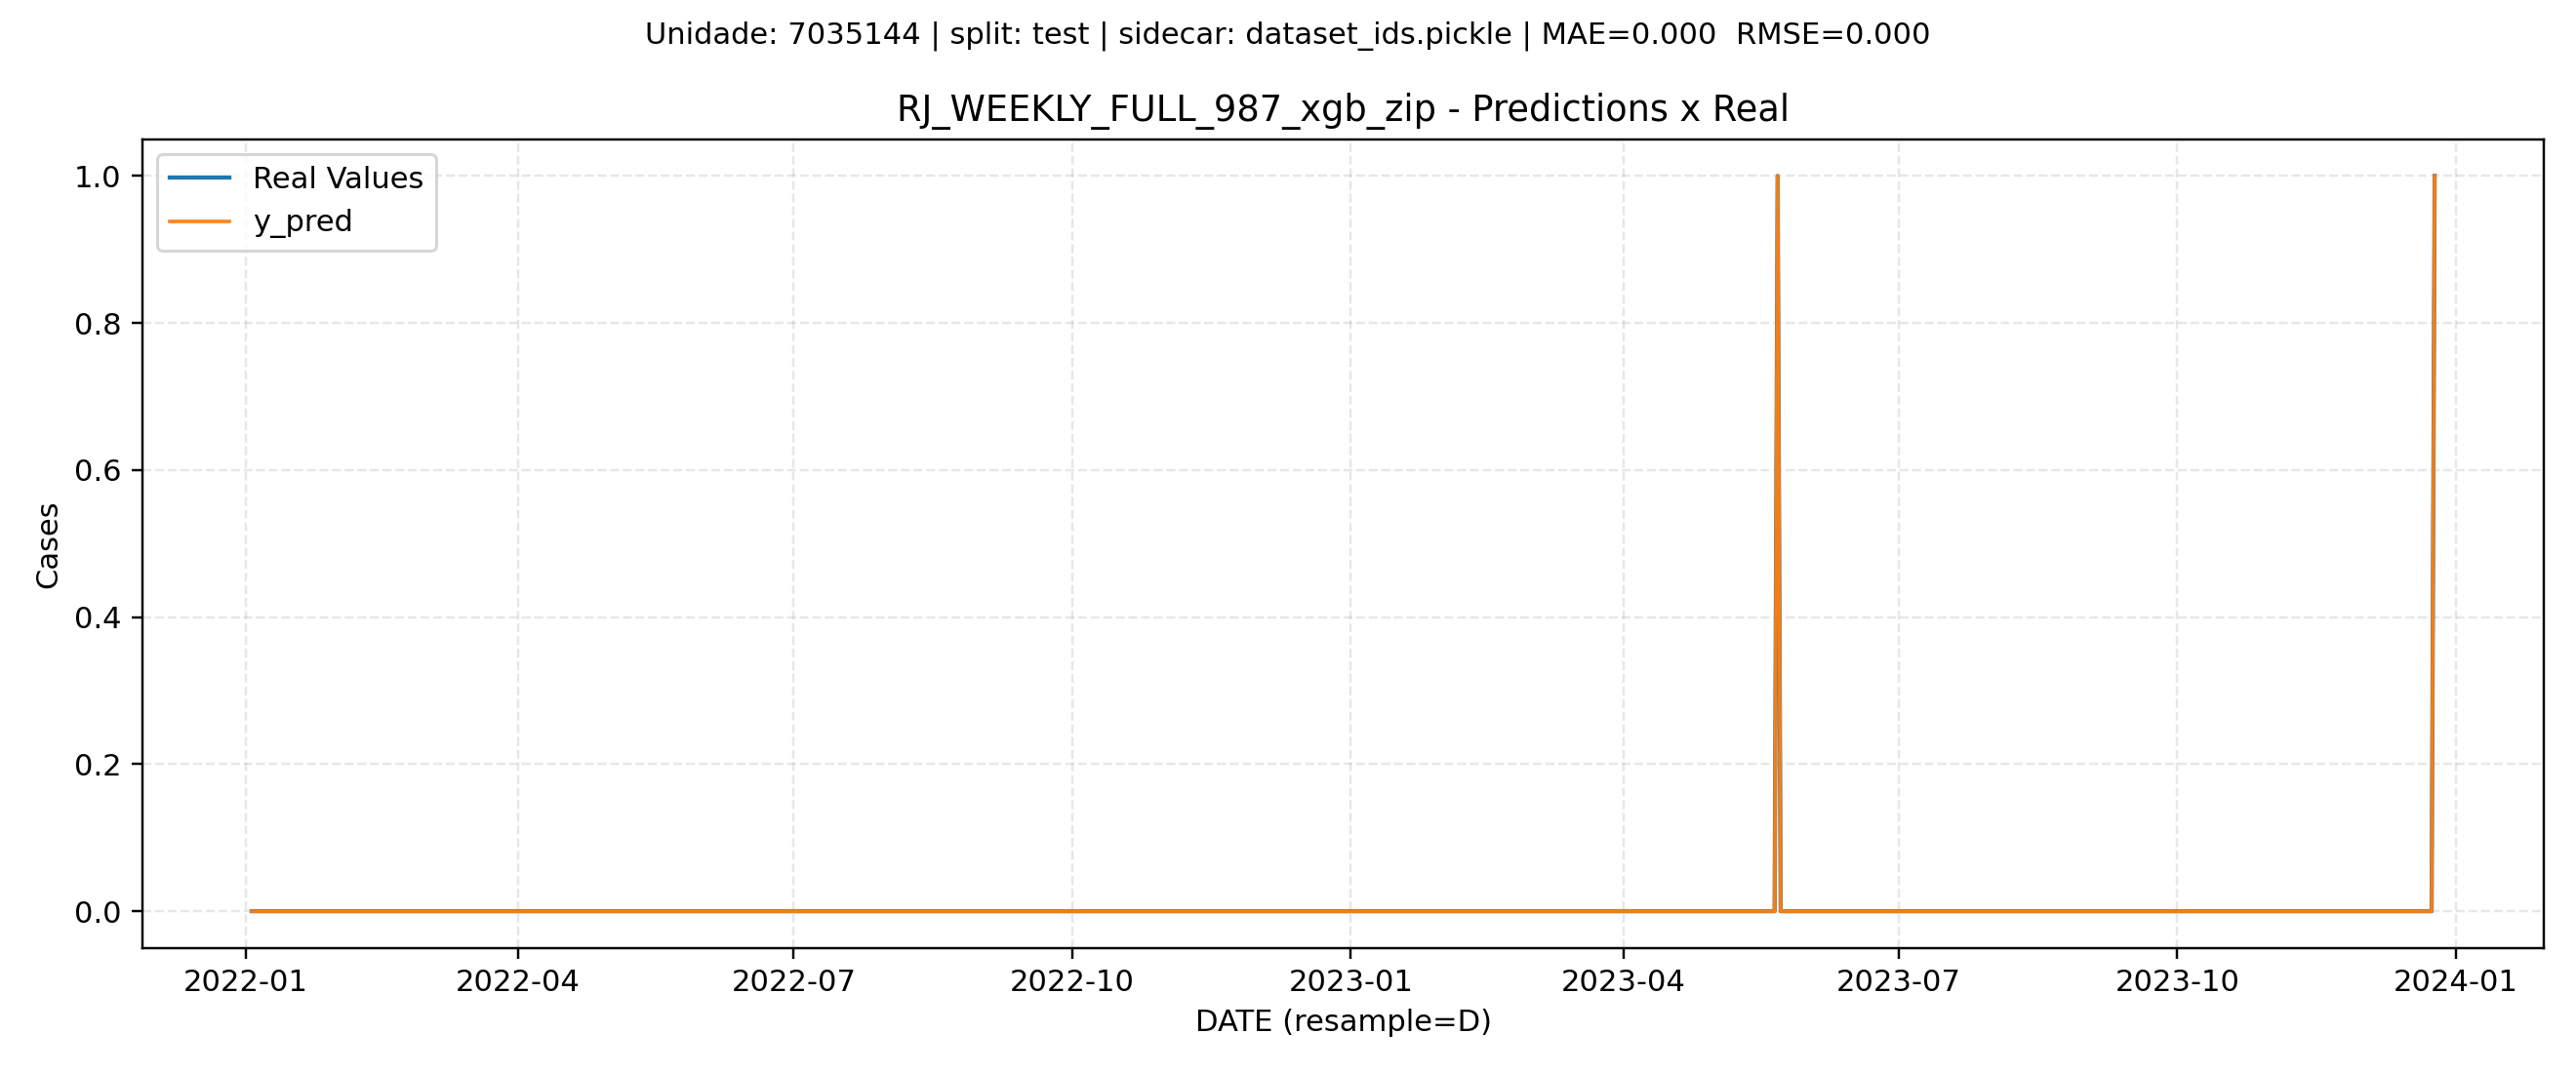 Unidade: 7035144 | split: test | sidecar: dataset_ids.pickle | MAE=0.000  RMSE=0.000
RJ_WEEKLY_FULL_987_xgb_zip - Predictions x Real
Real Values
y_pred
Cases
1.0
0.8
0.6
0.4
0.2
0.0
2022-01
2022-04
2022-07
2022-10
2023-01
2023-04
2023-07
2023-10
2024-01
DATE (resample=D)